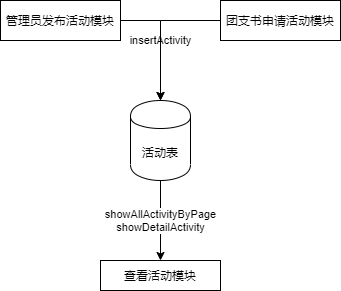 管理员发布活动模块
团支书申请活动模块
insertActivity
活动表
showAllActivityByPage
showDetailActivity
查看活动模块